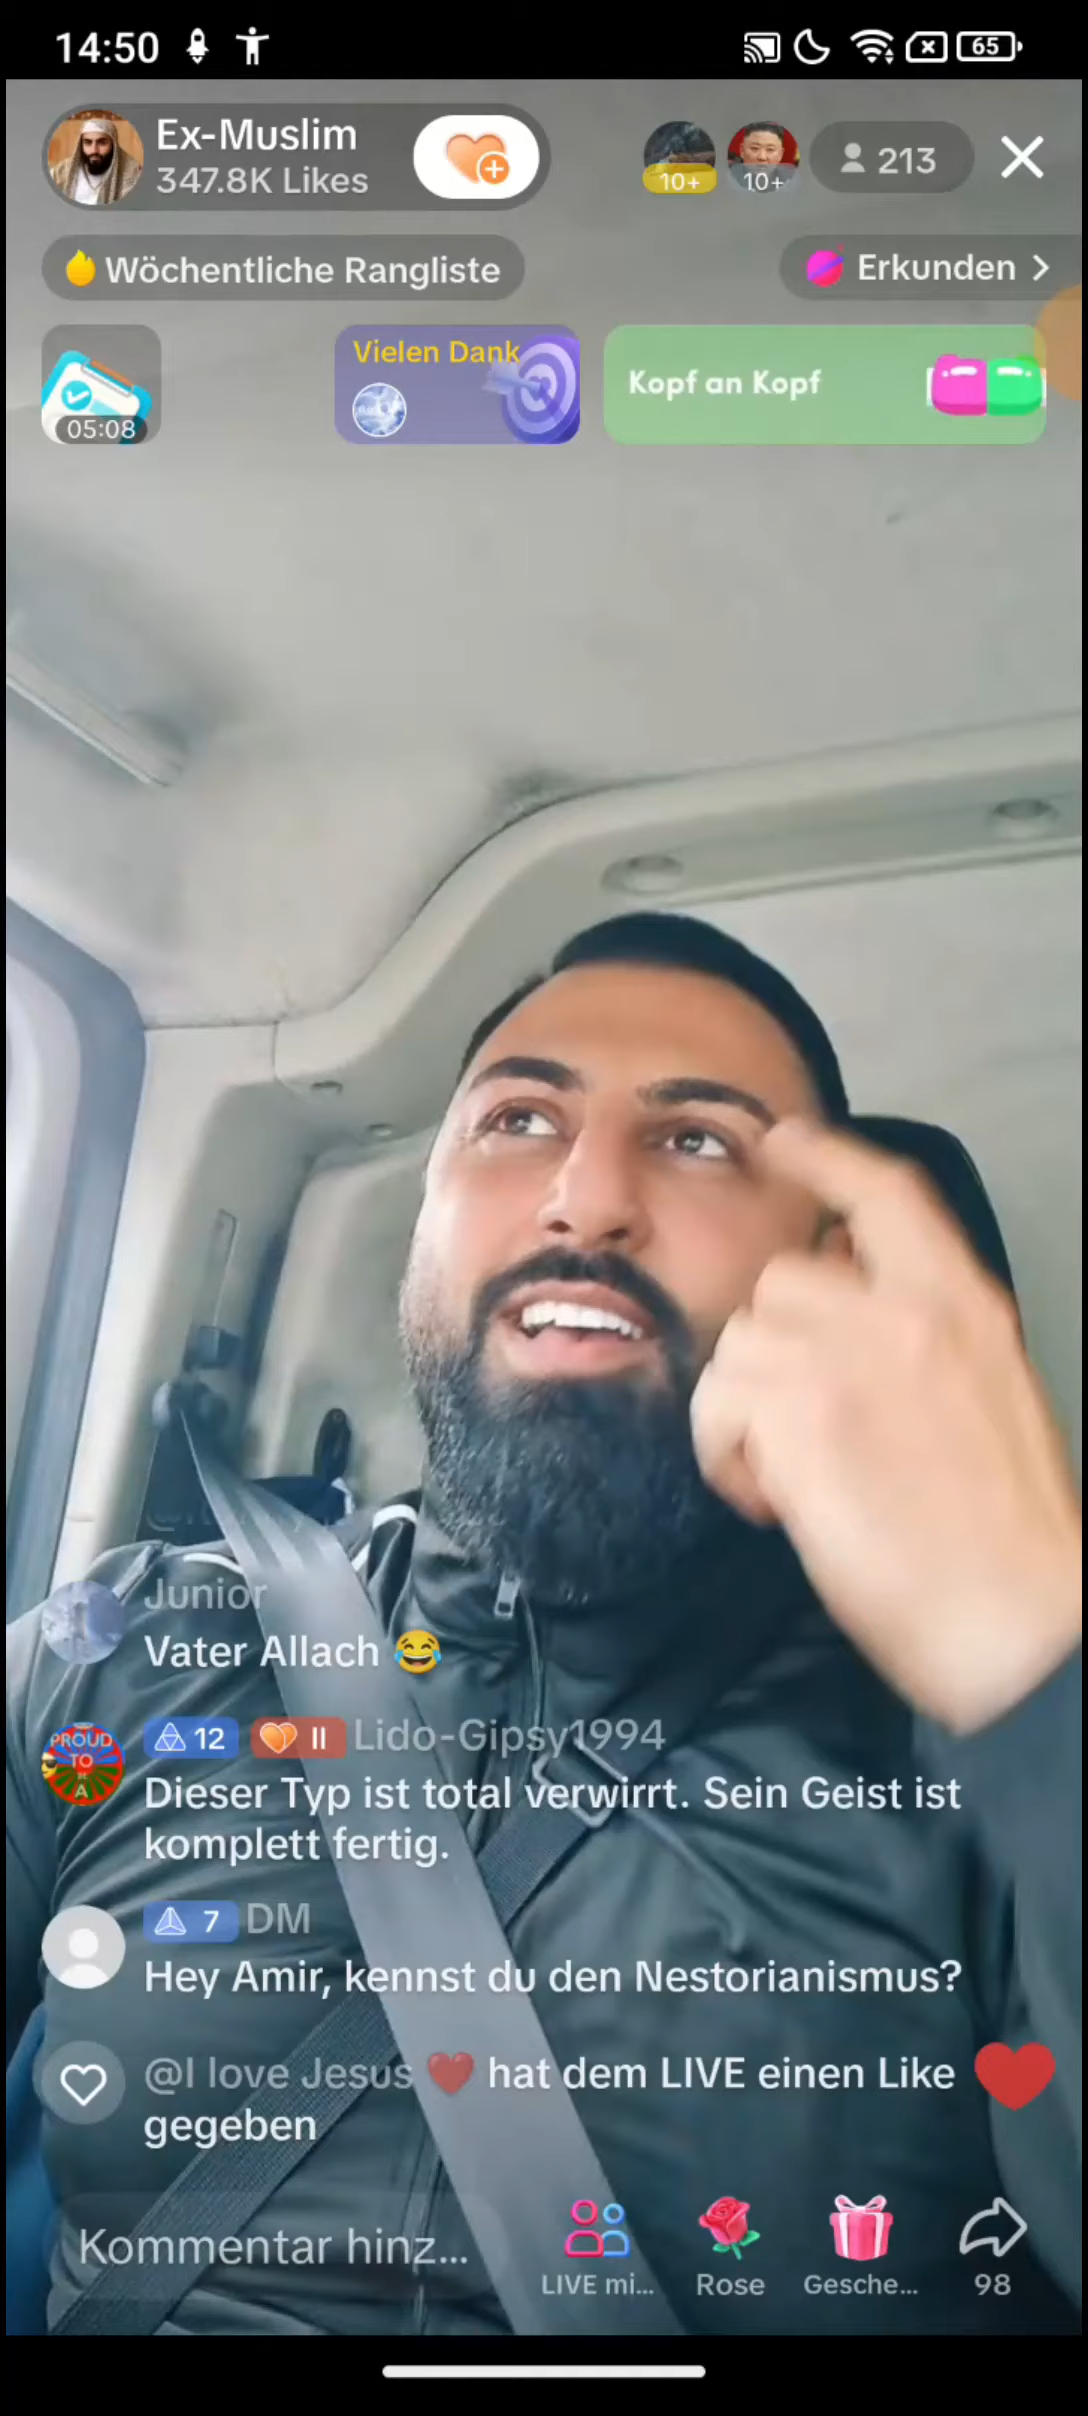 14:50
65
Ex-Muslim
347.8K Likes
10+
10+
213
Wöchentliche Rangliste
Erkunden
Vielen Dank
Kopf an Kopf
05:08
Junior
Vater Allach 😂
PROUD
TO
A
12
II
Lido-Gipsy1994
Dieser Typ ist total verwirrt. Sein Geist ist
komplett fertig.
7
DM
Hey Amir, kennst du den Nestorianismus?
@I love Jesus ❤️ hat dem LIVE einen Like
gegeben
Kommentar hinz...
LIVE mi...
Rose
Gesche...
98